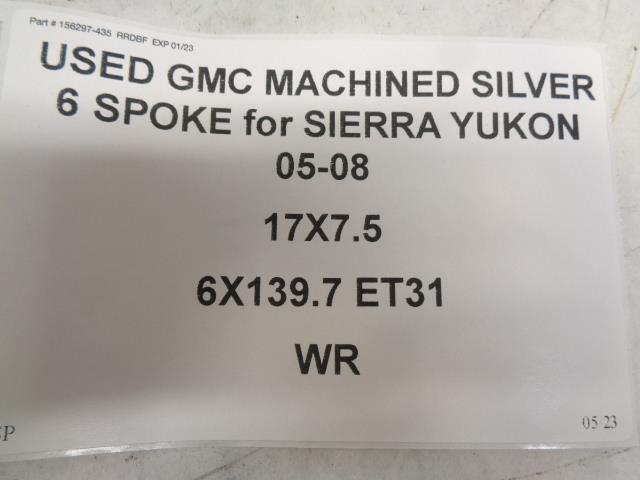 Part # 156297-435 RRDBF EXP 01/23
USED GMC MACHINED SILVER
6 SPOKE for SIERRA YUKON
05-08
17X7.5
6X139.7 ET31
WR
05 23